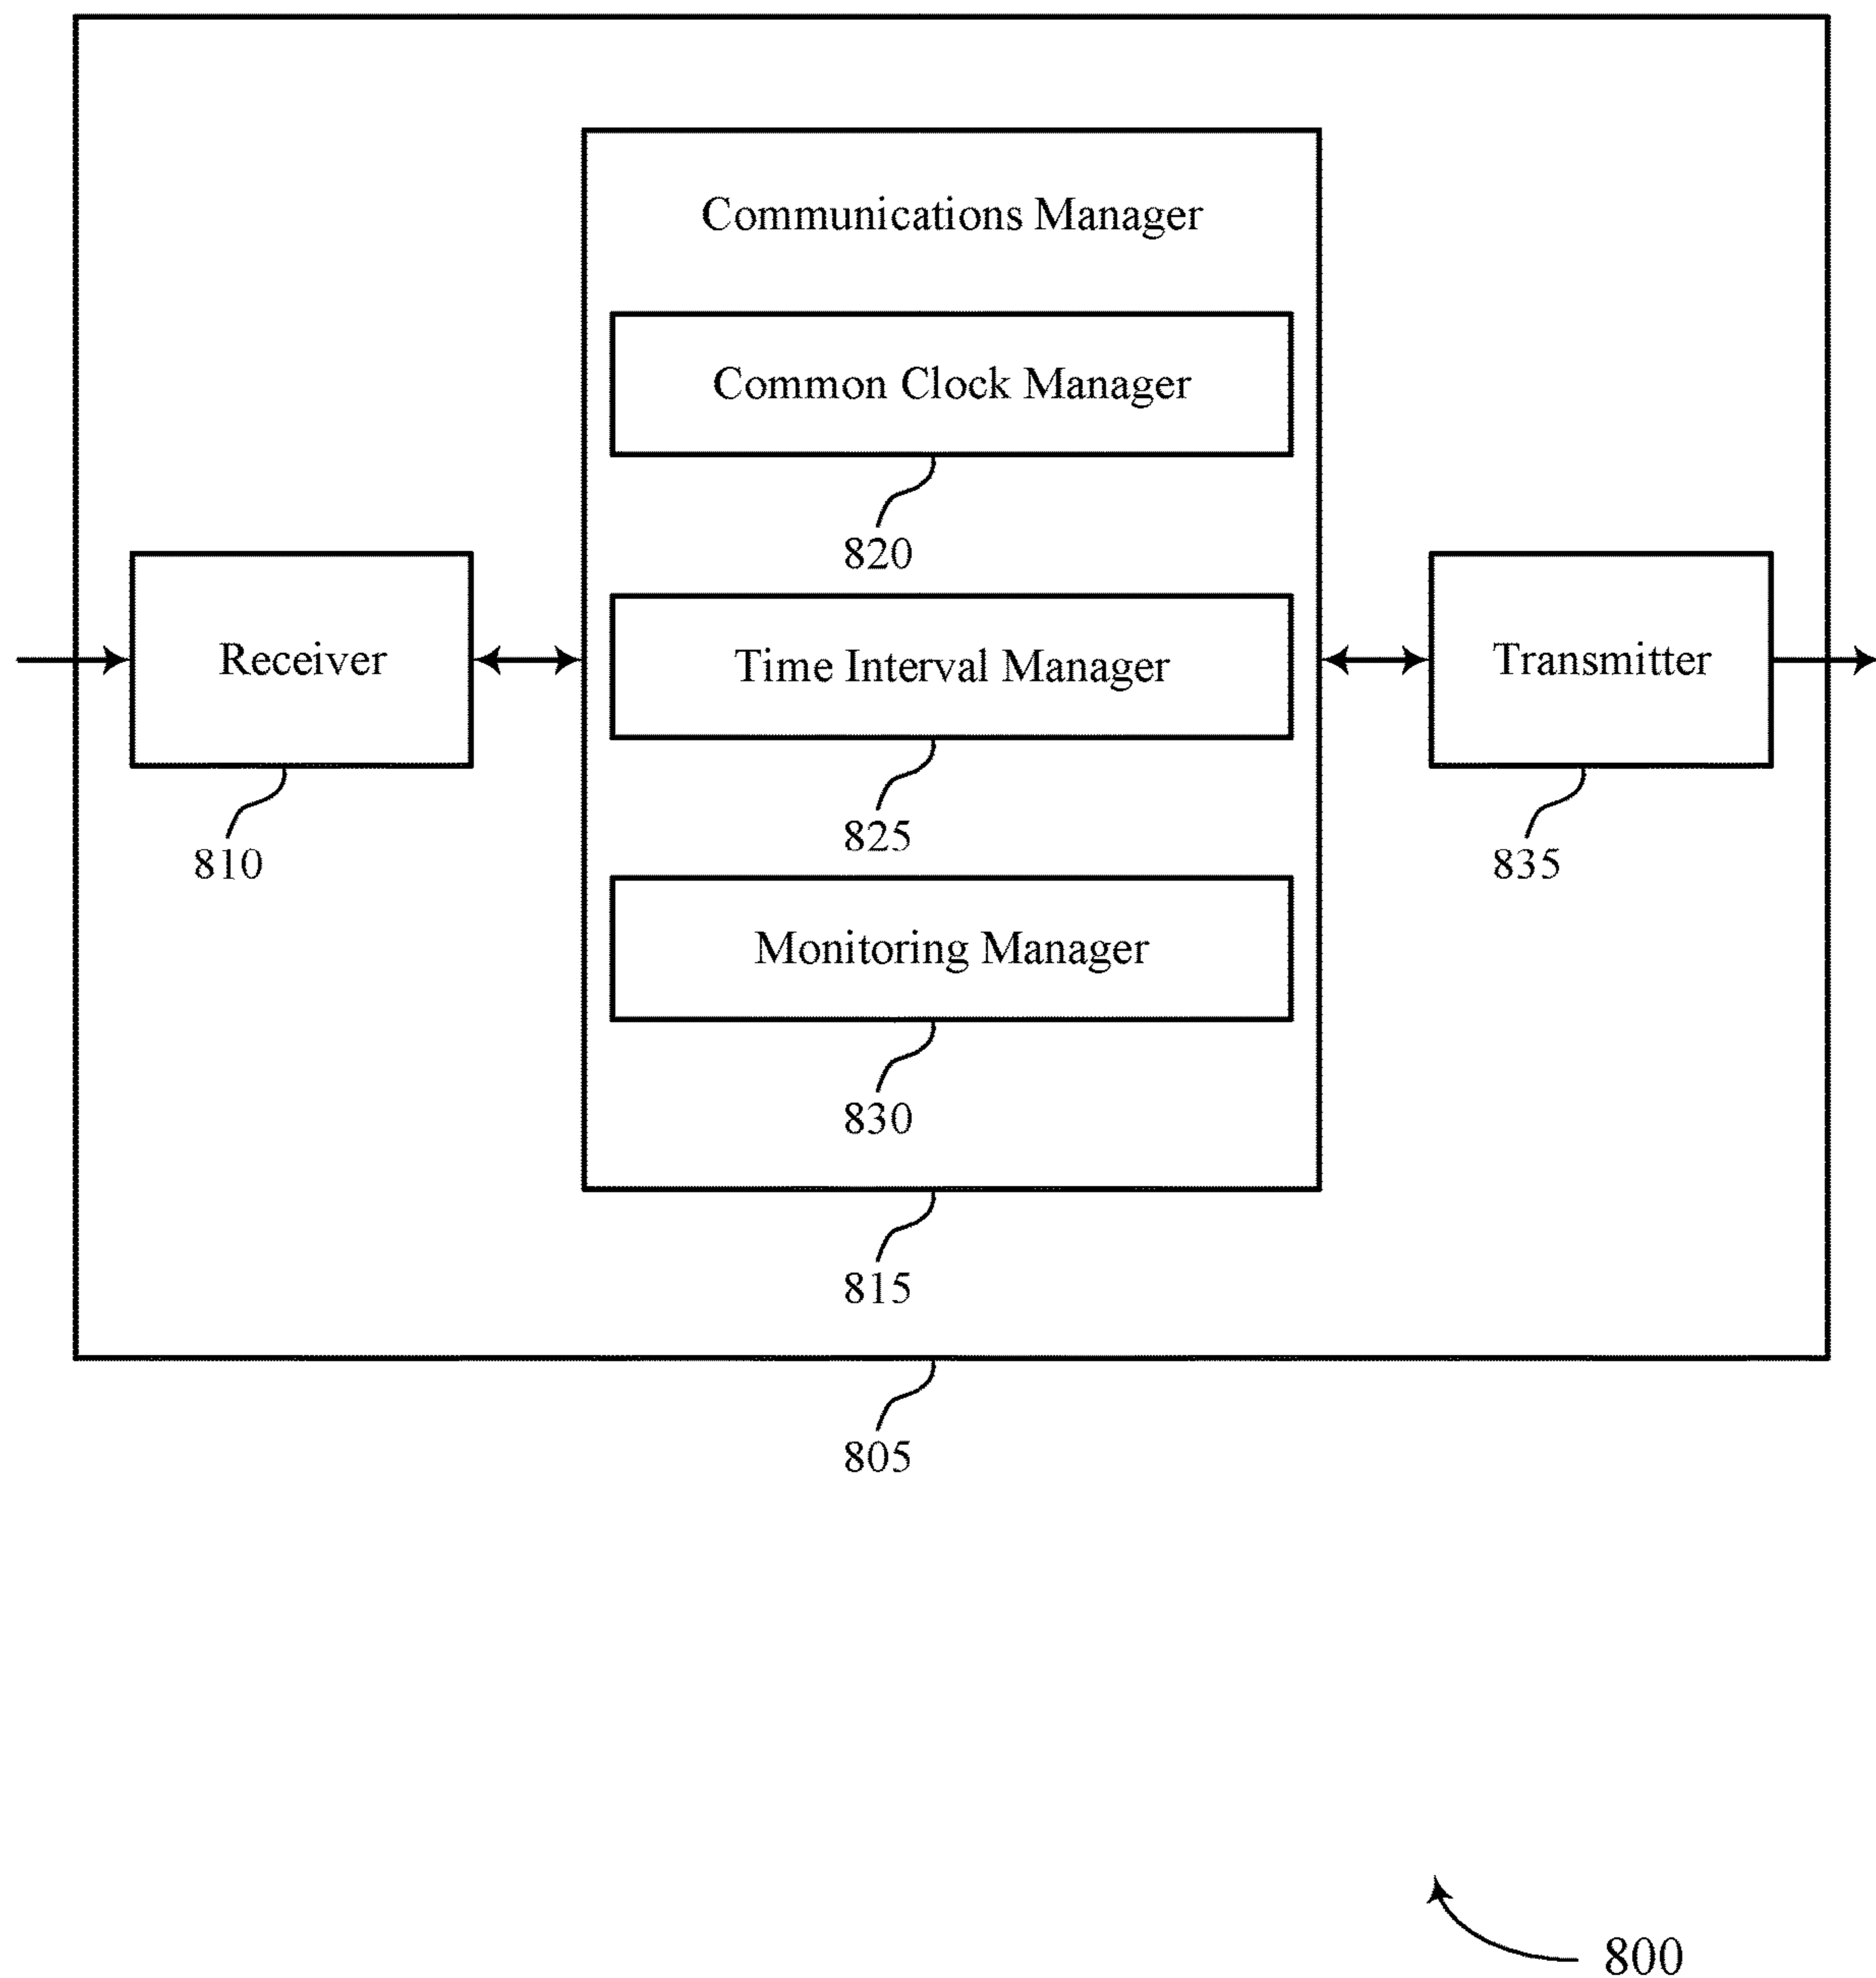 Communications Manager
Common Clock Manager
820
Receiver
810
Time Interval Manager
825
Transmitter
835
Monitoring Manager
830
815
805
800